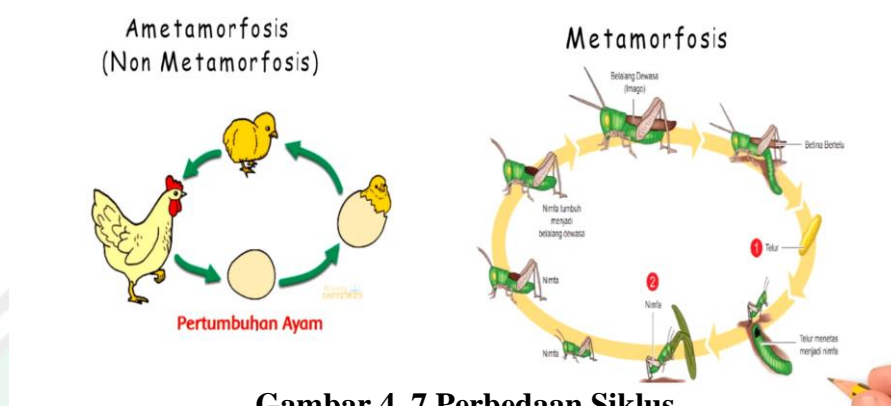 Ametamorfosis
(Non Metamorfosis)
Pertumbuhan Ayam
Metamorfosis
Belalang Dewasa
(Imago)
Betina Bertelu
1 Telur
Telur menetas
menjadi nimfa
2
Nimfa
Nimfa
Nimfa
Nimfa tumbuh
menjadi
belalang dewasa
Gambar 4. 7 Perbedaan Siklus